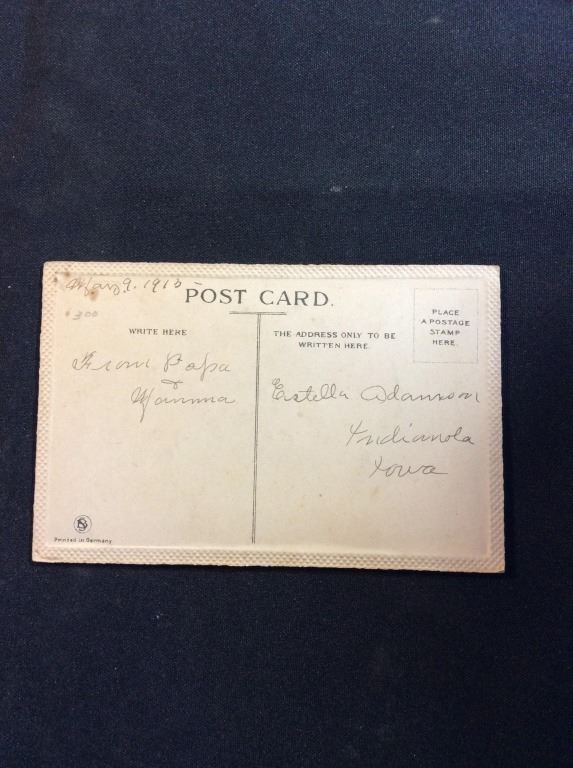 May 9. 1913
300
POST CARD.
WRITE HERE
THE ADDRESS ONLY TO BE
WRITTEN HERE.
PLACE
A POSTAGE
STAMP
HERE.
From Papa
&
Mamma
Estella Adamson
Indianola
Iowa
Printed in Germany